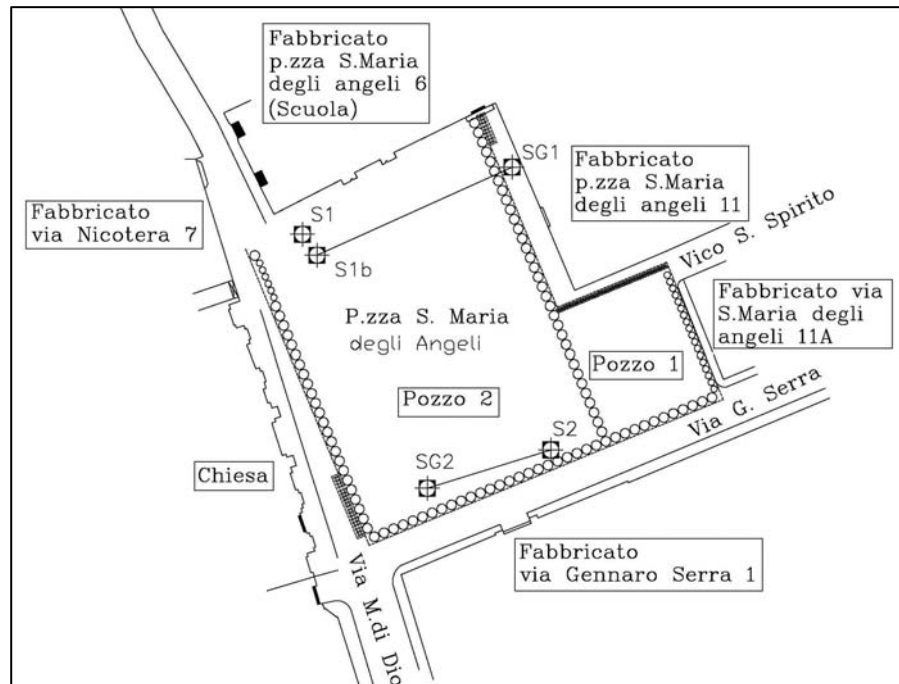 Fabbricato
p.zza S.Maria
degli angeli 6
(Scuola)
SG1
Fabbricato
p.zza S.Maria
degli angeli 11
Fabbricato
via Nicotera 7
S1
S1b
Vico S. Spirito
Fabbricato via
S.Maria degli
angeli 11A
P.zza S. Maria
degli Angeli
Pozzo 1
Pozzo 2
Via G. Serra
S2
SG2
Chiesa
Fabbricato
via Gennaro Serra 1
Via M.di Dio